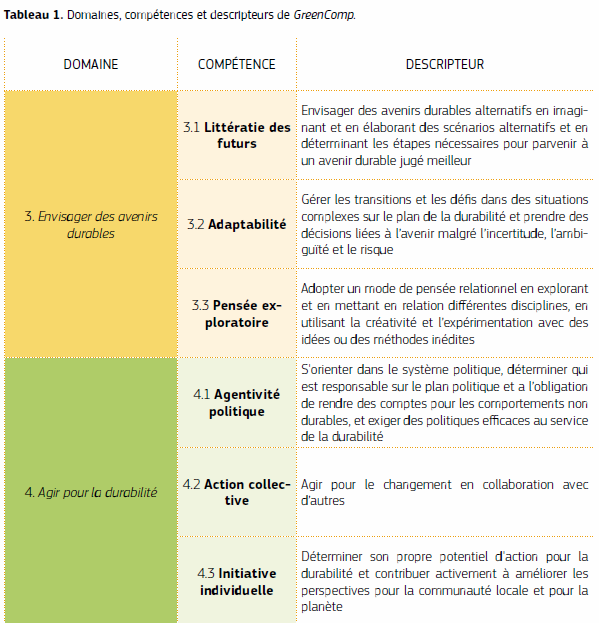 Tableau 1. Domaines, compétences et descripteurs de GreenComp.
DOMAINE
COMPÉTENCE
DESCRIPTEUR
3. Envisager des avenirs
durables
3.1 Littératie des
futurs
Envisager des avenirs durables alternatifs en imagi-
nant et en élaborant des scénarios alternatifs et en
déterminant les étapes nécessaires pour parvenir à
un avenir durable jugé meilleur
3.2 Adaptabilité
Gérer les transitions et les défis dans des situations
complexes sur le plan de la durabilité et prendre des
décisions liées à l'avenir malgré l'incertitude, l'ambi-
guïté et le risque
3.3 Pensée ex-
ploratoire
Adopter un mode de pensée relationnel en explorant
et en mettant en relation différentes disciplines, en
utilisant la créativité et l'expérimentation avec des
idées ou des méthodes inédites
4. Agir pour la durabilité
4.1 Agentivité
politique
S'orienter dans le système politique, déterminer qui
est responsable sur le plan politique et a l'obligation
de rendre des comptes pour les comportements non
durables, et exiger des politiques efficaces au service
de la durabilité
4.2 Action collec-
tive
Agir pour le changement en collaboration avec
d'autres
4.3 Initiative
individuelle
Déterminer son propre potentiel d'action pour la
durabilité et contribuer activement à améliorer les
perspectives pour la communauté locale et pour la
planète